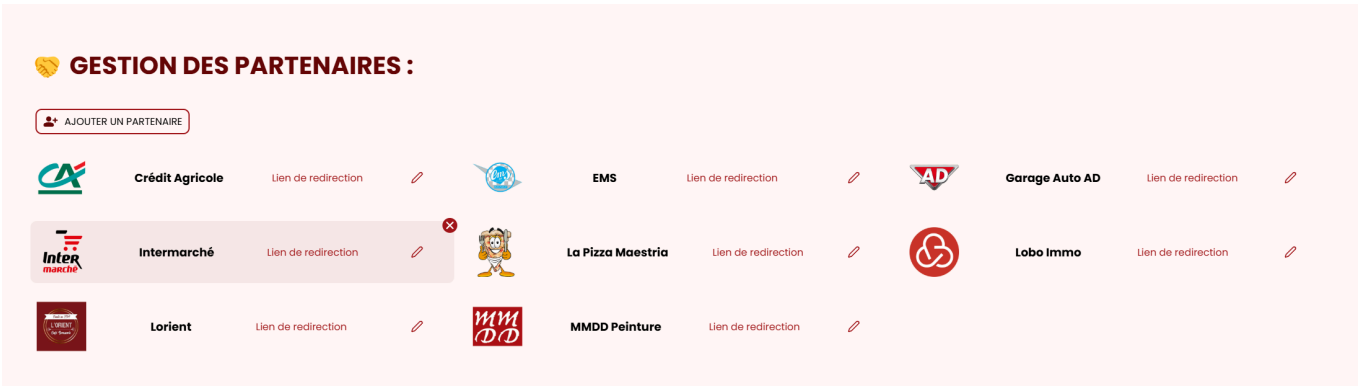 GESTION DES PARTENAIRES :
AJOUTER UN PARTENAIRE
CA
Crédit Agricole
Lien de redirection
ems
EMS
Lien de redirection
AD
Garage Auto AD
Lien de redirection
Inter
marché
Intermarché
Lien de redirection
La Pizza Maestria
Lien de redirection
Lobo Immo
Lien de redirection
L'ORIENT
Lorient
Lien de redirection
MM
DD
MMDD Peinture
Lien de redirection